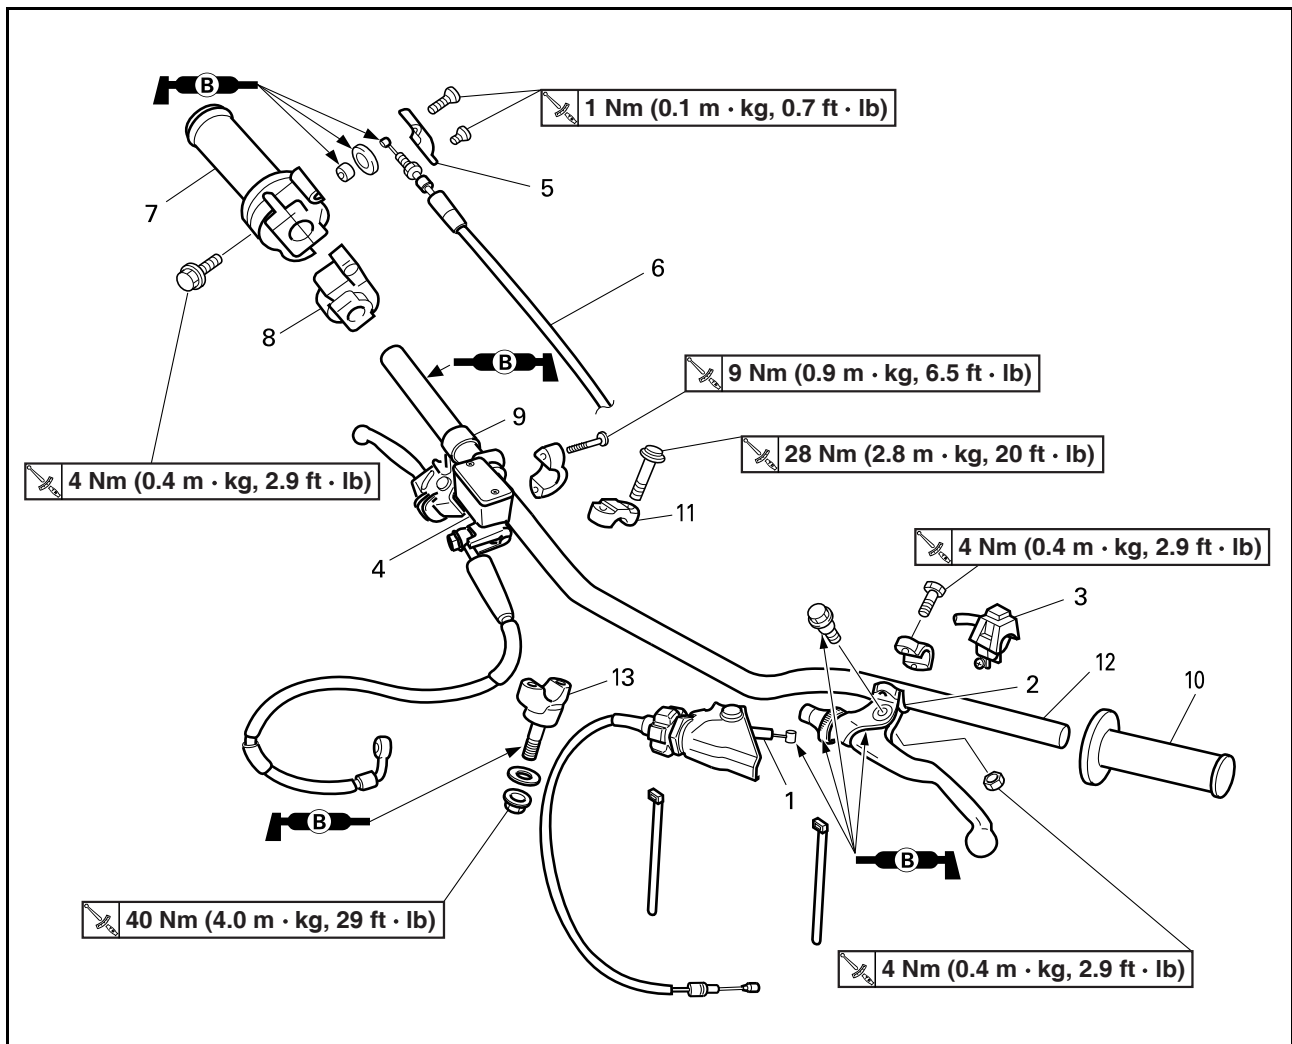 B
1 Nm (0.1 m · kg, 0.7 ft · lb)
5
7
6
8
B
9 Nm (0.9 m · kg, 6.5 ft · lb)
9
28 Nm (2.8 m · kg, 20 ft · lb)
4 Nm (0.4 m · kg, 2.9 ft · lb)
11
4 Nm (0.4 m · kg, 2.9 ft · lb)
4
3
12
13
2
10
1
B
B
40 Nm (4.0 m · kg, 29 ft · lb)
4 Nm (0.4 m · kg, 2.9 ft · lb)